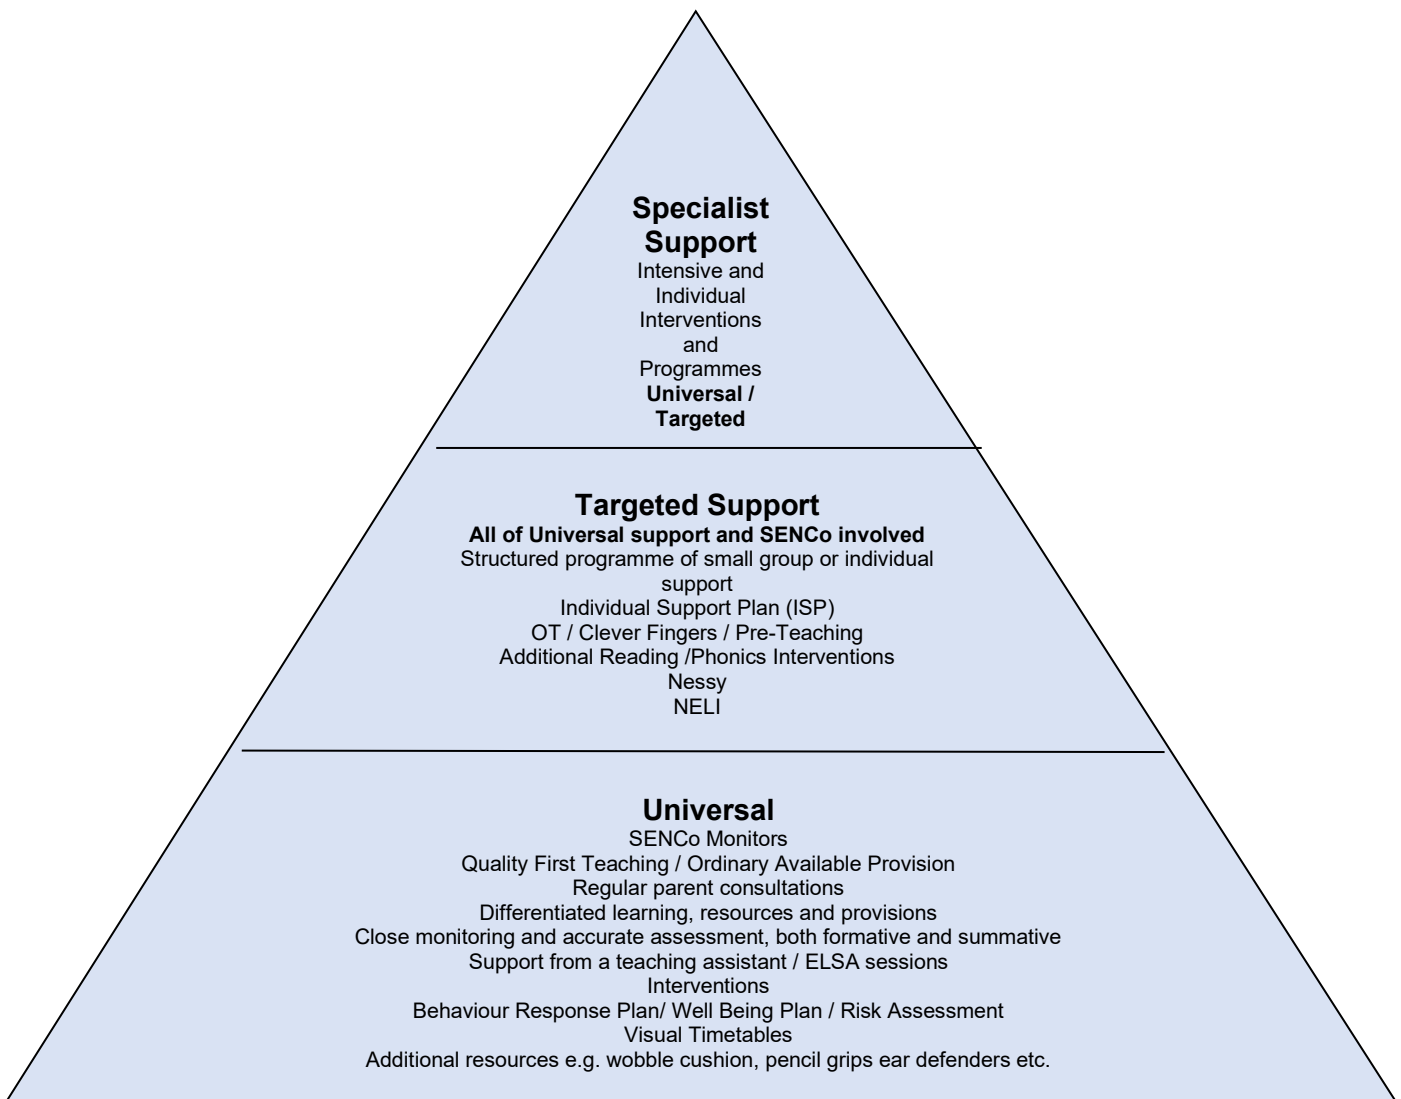 Specialist
Support
Intensive and
Individual
Interventions
and
Programmes
Universal /
Targeted
Targeted Support
All of Universal support and SENCo involved
Structured programme of small group or individual
support
Individual Support Plan (ISP)
OT / Clever Fingers / Pre-Teaching
Additional Reading /Phonics Interventions
Nessy
NELI
Universal
SENCo Monitors
Quality First Teaching / Ordinary Available Provision
Regular parent consultations
Differentiated learning, resources and provisions
Close monitoring and accurate assessment, both formative and summative
Support from a teaching assistant / ELSA sessions
Interventions
Behaviour Response Plan/ Well Being Plan / Risk Assessment
Visual Timetables
Additional resources e.g. wobble cushion, pencil grips ear defenders etc.